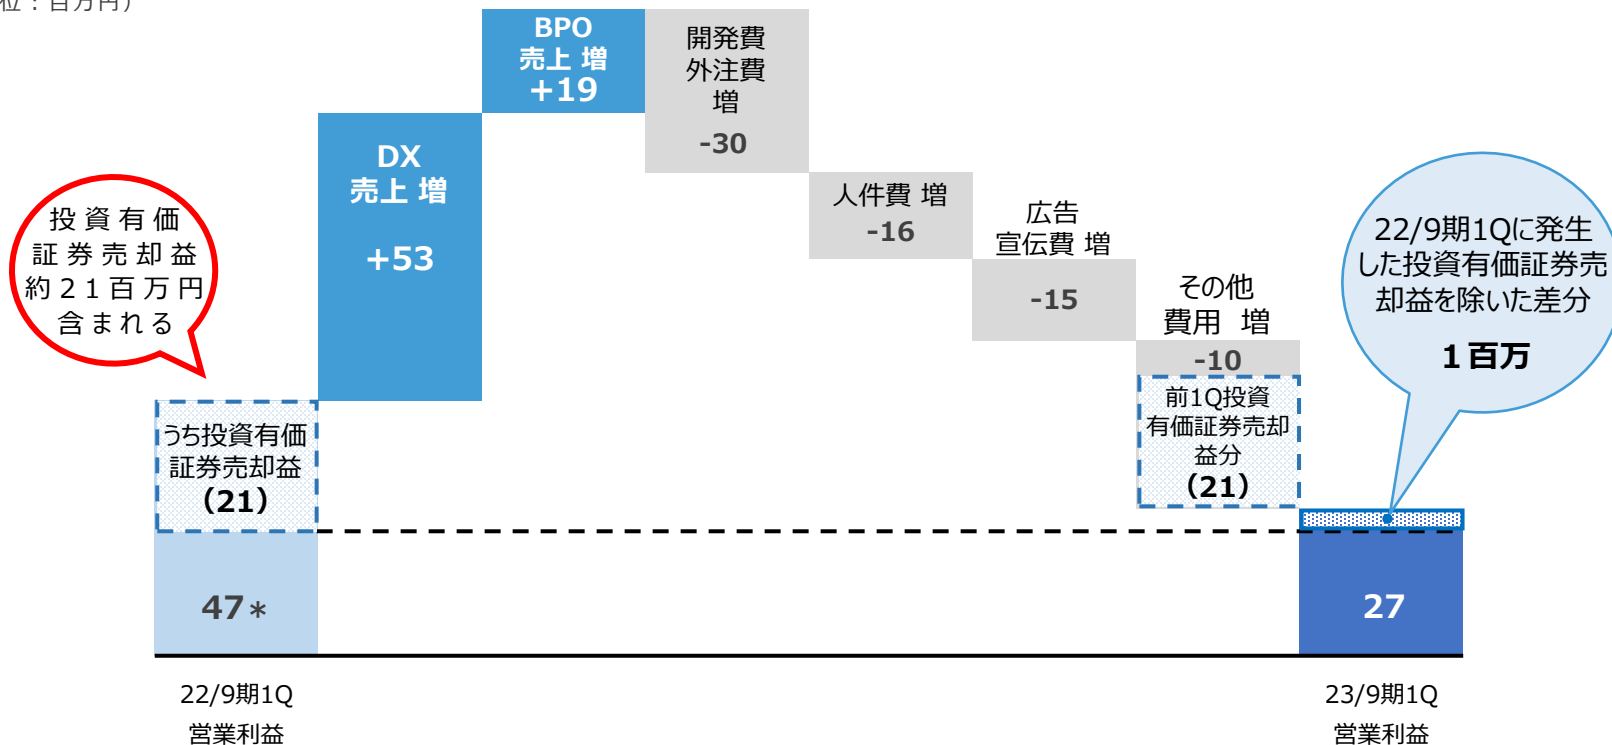 位：百万円）
BPO
売上 増
+19
開発費
外注費
増
-30
DX
売上 増
+53
投資有価
証券売却益
約21百万円
含まれる
人件費 増
-16
広告
宣伝費 増
-15
その他
費用 増
-10
22/9期1Qに発生
した投資有価証券売
却益を除いた差分
1百万
うち投資有価
証券売却益
（21）
前1Q投資
有価証券売却
益分
（21）
47*
27
22/9期1Q
営業利益
23/9期1Q
営業利益